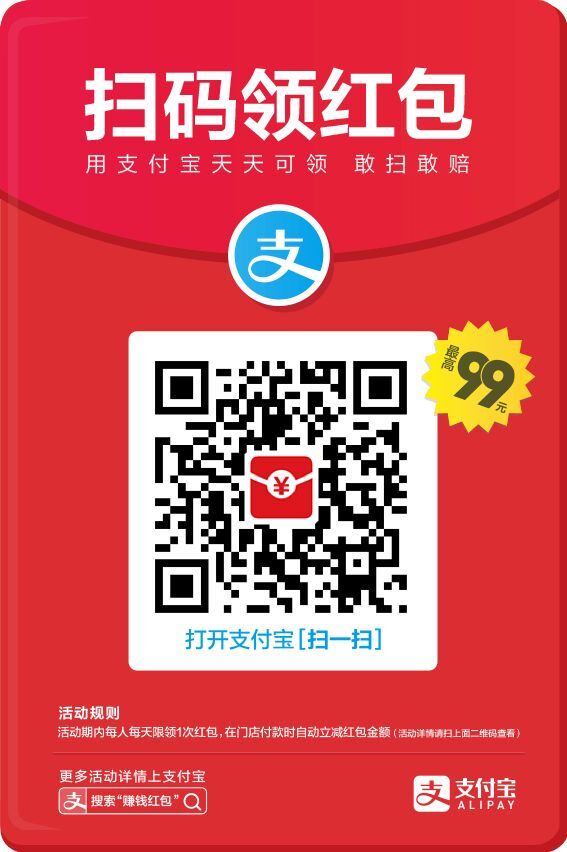 扫码领红包
用支付宝天天可领 敢扫敢赔
支
最高99元
¥
打开支付宝[扫一扫]
活动规则
活动期内每人每天限领1次红包，在门店付款时自动立减红包金额（活动详情请扫上面二维码查看）
更多活动详情上支付宝
支 搜索“赚钱红包”
支 支付宝
ALIPAY